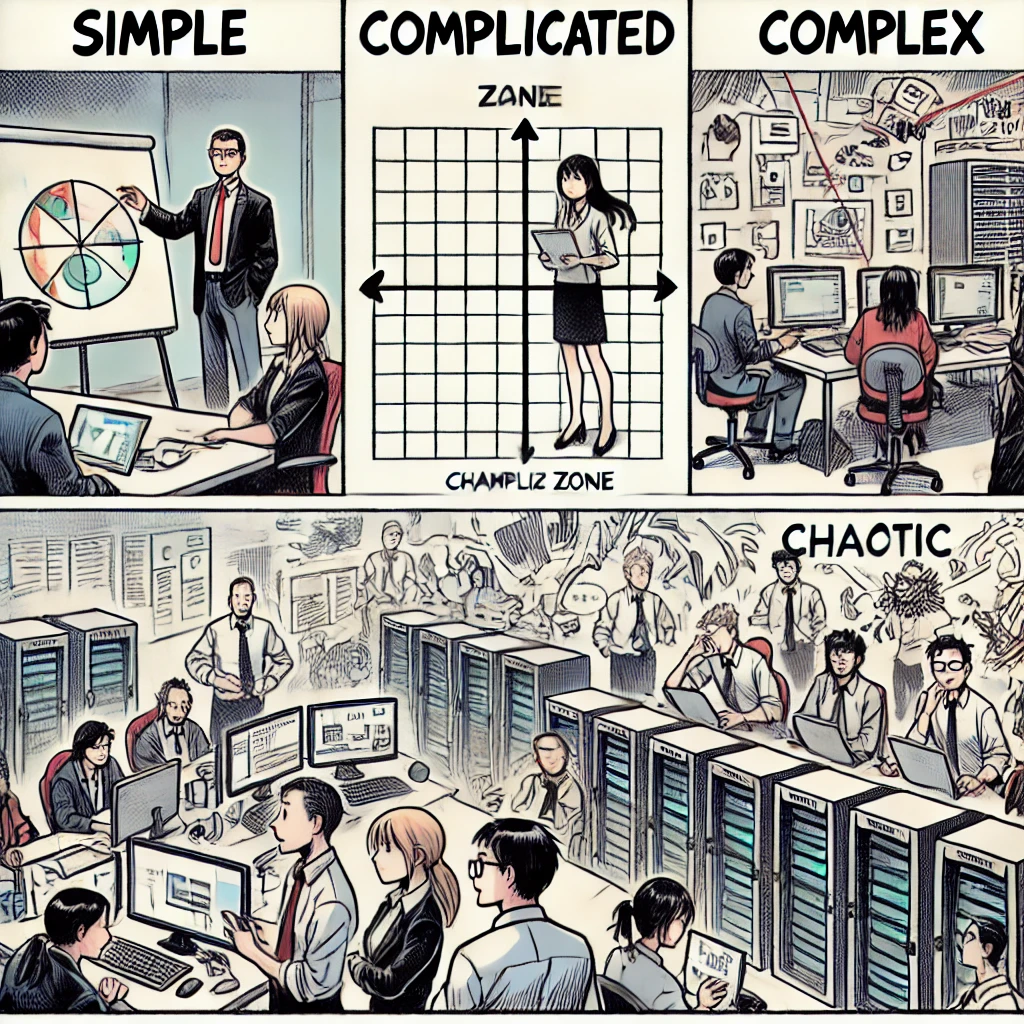 SIMPLE
COMPLICATED
COMPLEX
ZANE
CHAMPLIZ ZONE
CHAOTIC